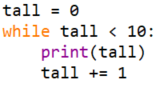 tall = 0
while tall < 10:
    print(tall)
    tall += 1